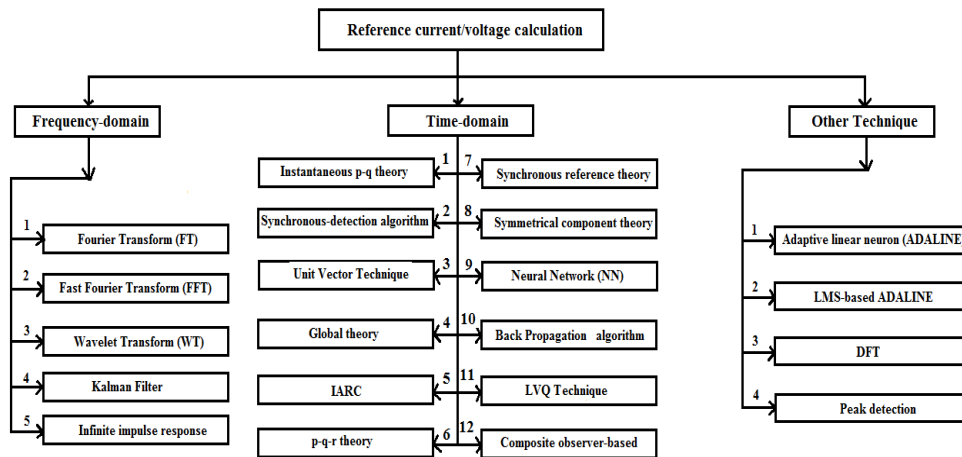 Reference current/voltage calculation
Frequency-domain
1
Fourier Transform (FT)
2
Fast Fourier Transform (FFT)
3
Wavelet Transform (WT)
4
Kalman Filter
5
Infinite impulse response
Time-domain
1
Instantaneous p-q theory
2
Synchronous-detection algorithm
3
Unit Vector Technique
4
Global theory
5
IARC
6
p-q-r theory
7
Synchronous reference theory
8
Symmetrical component theory
9
Neural Network (NN)
10
Back Propagation algorithm
11
LVQ Technique
12
Composite observer-based
Other Technique
1
Adaptive linear neuron (ADALINE)
2
LMS-based ADALINE
3
DFT
4
Peak detection